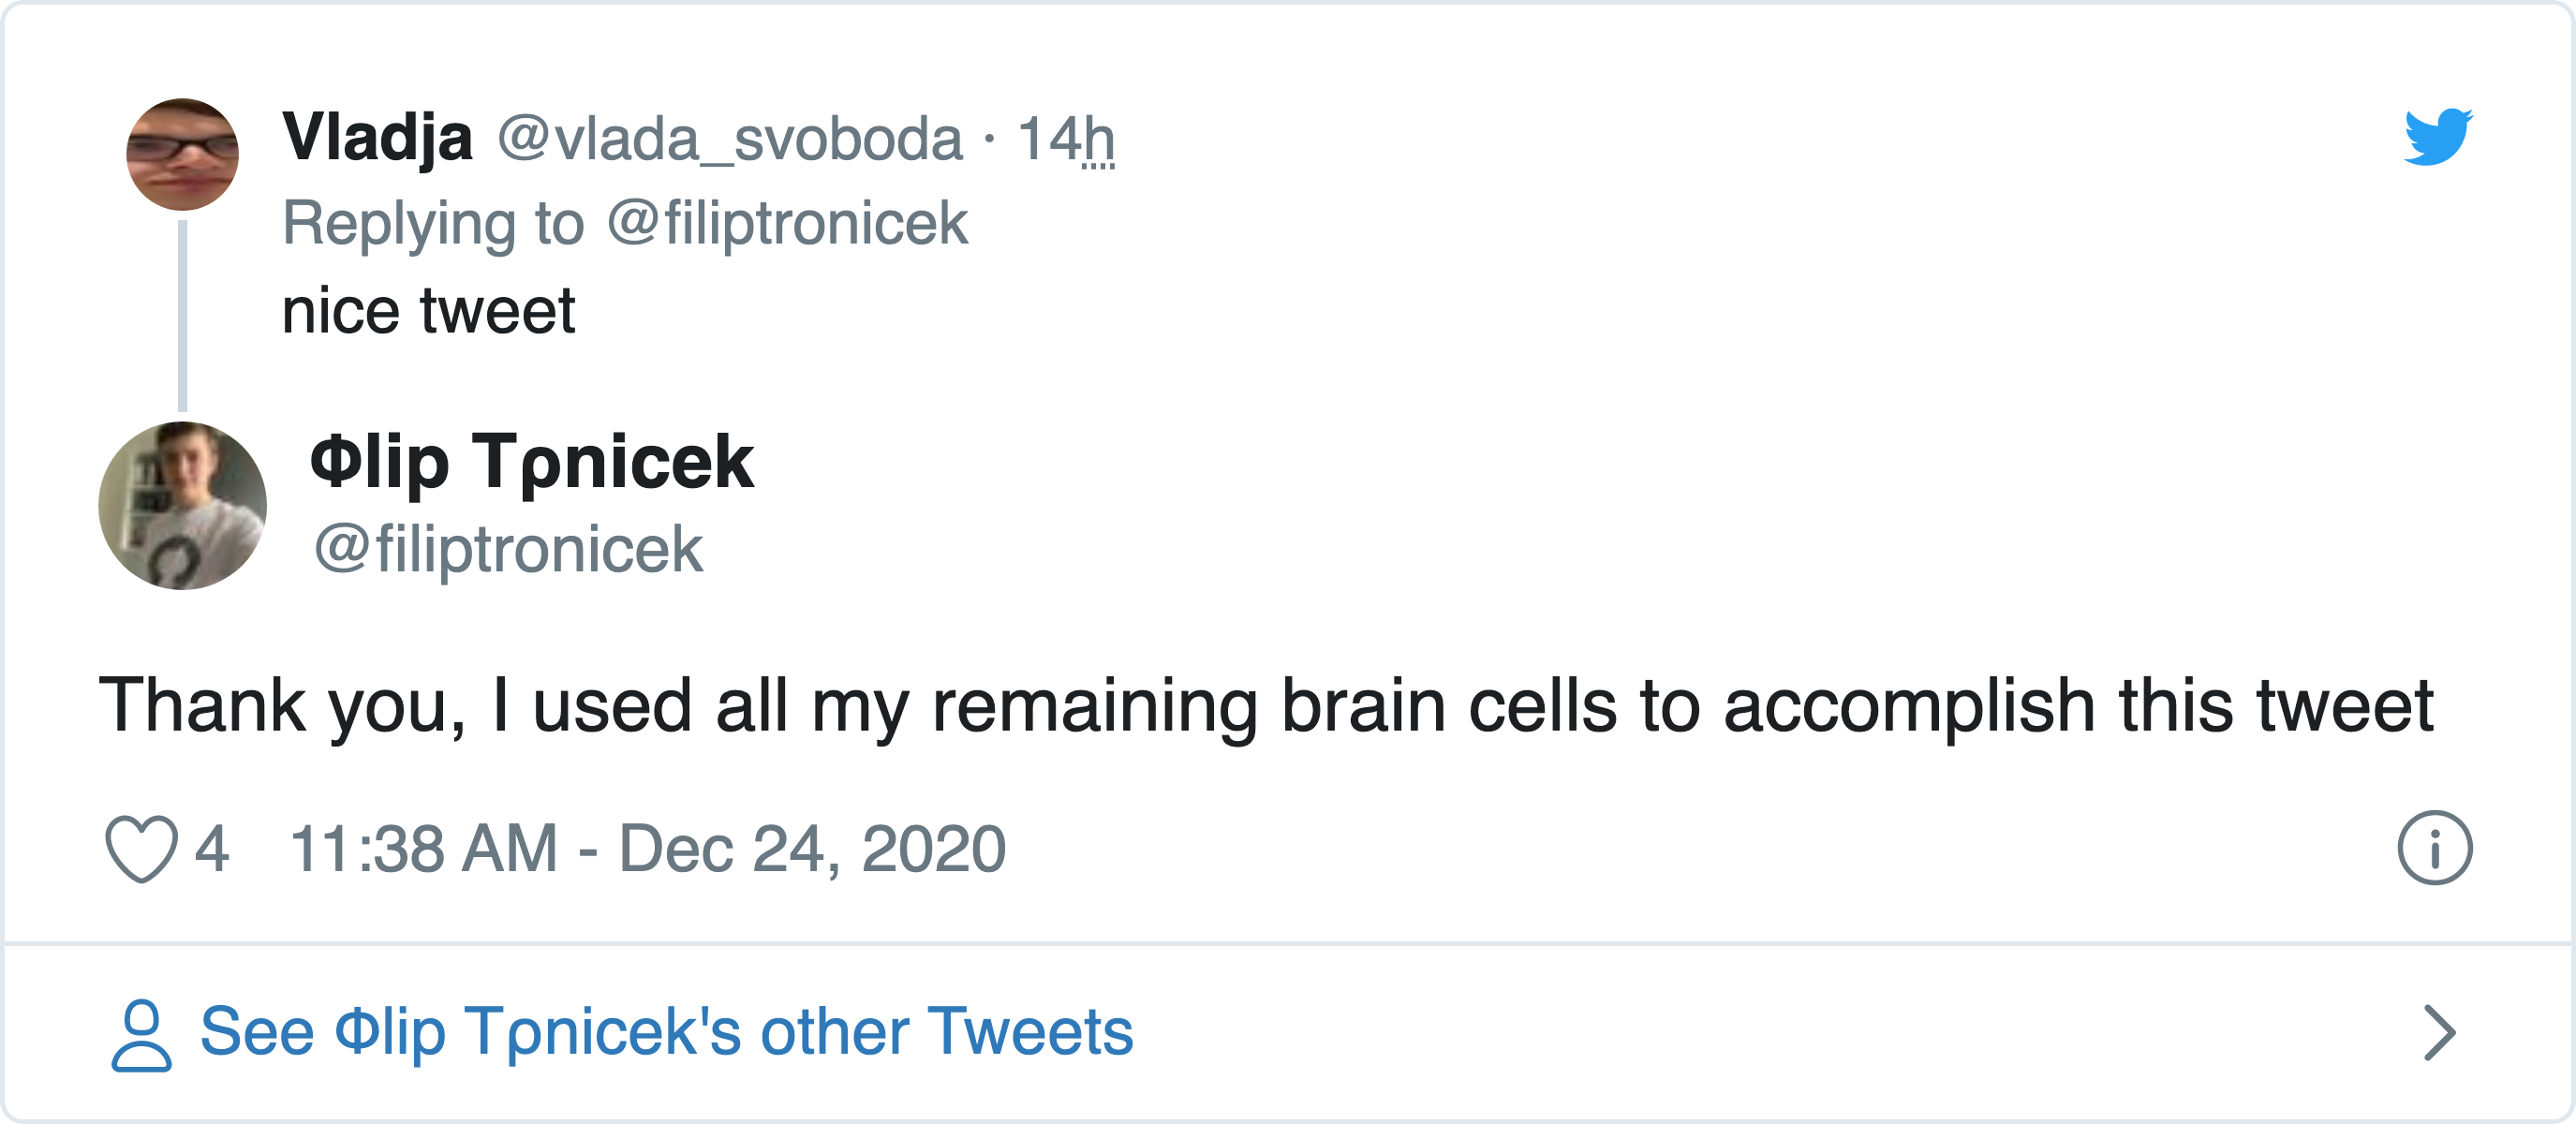 Vladja @vlada_svoboda · 14h
Replying to @filiptronicek
nice tweet
Φlip Tρnicek
@filiptronicek
Thank you, I used all my remaining brain cells to accomplish this tweet
4 11:38 AM - Dec 24, 2020
See Φlip Tρnicek's other Tweets